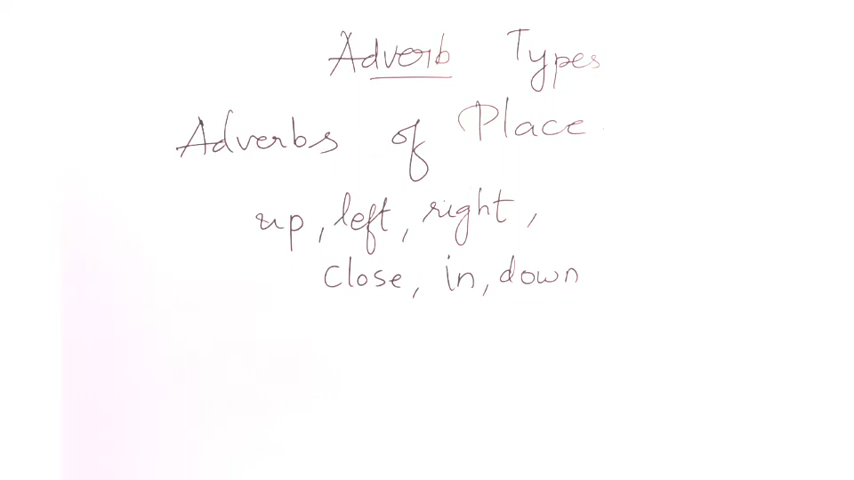 Adverb Types
Adverbs of Place
up, left, right,
close, in, down